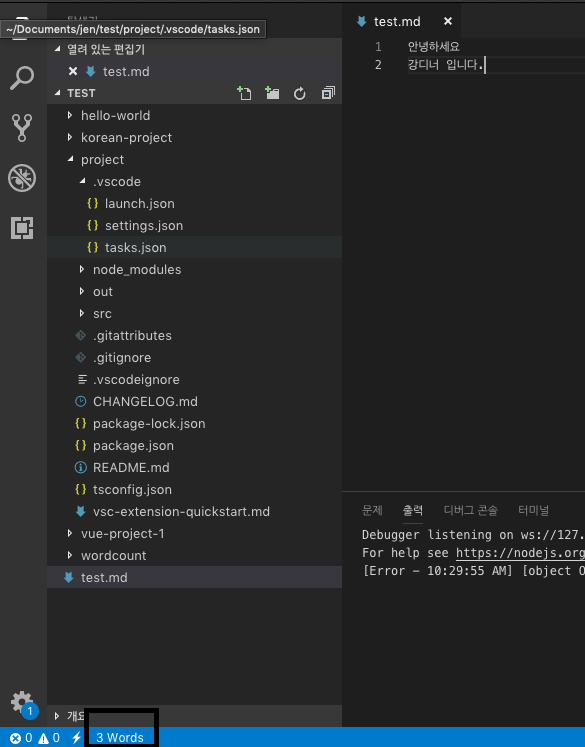 ~/Documents/jen/test/project/.vscode/tasks.json
열려 있는 편집기
test.md
TEST
hello-world
korean-project
project
.vscode
launch.json
settings.json
tasks.json
node_modules
out
src
.gitattributes
.gitignore
.vscodeignore
CHANGELOG.md
package-lock.json
package.json
README.md
tsconfig.json
vsc-extension-quickstart.md
vue-project-1
wordcount
test.md
1
개요
0 0 3 Words
test.md
1 안녕하세요
2 강디너 입니다.
문제 출력 디버그 콘솔 터미널
Debugger listening on ws://127.
For help see https://nodejs.org
[Error - 10:29:55 AM] [object O